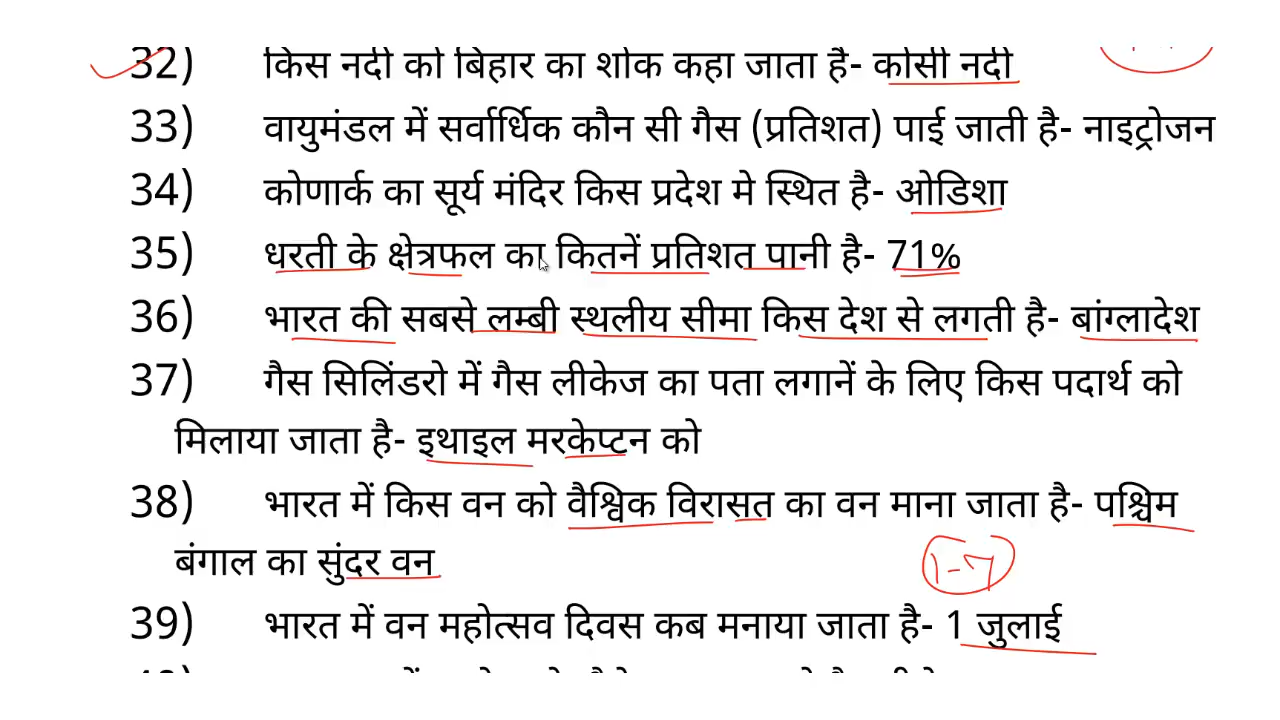 32) किस नदी को बिहार का शोक कहा जाता है- कोसी नदी
33) वायुमंडल में सर्वार्धिक कौन सी गैस (प्रतिशत) पाई जाती है- नाइट्रोजन
34) कोणार्क का सूर्य मंदिर किस प्रदेश मे स्थित है- ओडिशा
35) धरती के क्षेत्रफल का कितनें प्रतिशत पानी है- 71%
36) भारत की सबसे लम्बी स्थलीय सीमा किस देश से लगती है- बांग्लादेश
37) गैस सिलिंडरो में गैस लीकेज का पता लगानें के लिए किस पदार्थ को
मिलाया जाता है- इथाइल मरकेप्टन को
38) भारत में किस वन को वैश्विक विरासत का वन माना जाता है- पश्चिम
बंगाल का सुंदर वन
1-7
39) भारत में वन महोत्सव दिवस कब मनाया जाता है- 1 जुलाई